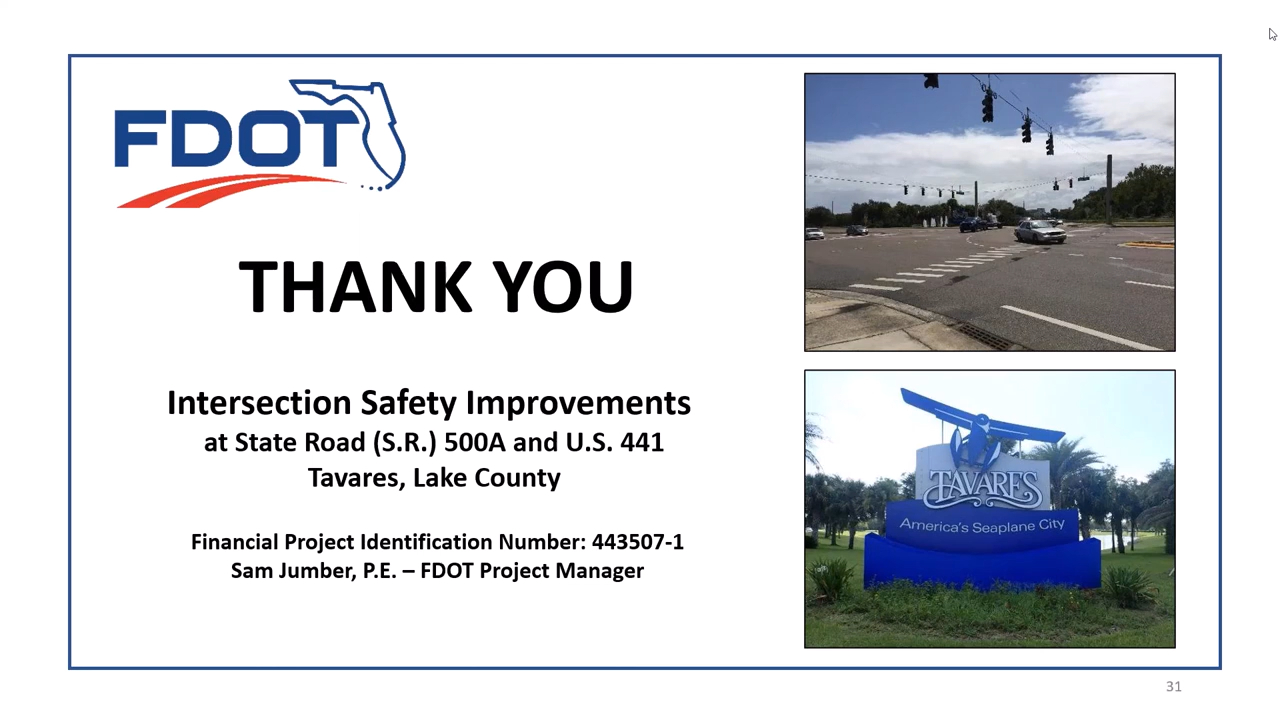 FDOT
THANK YOU
Intersection Safety Improvements
at State Road (S.R.) 500A and U.S. 441
Tavares, Lake County
Financial Project Identification Number: 443507-1
Sam Jumber, P.E. – FDOT Project Manager
TAVARES
America's Seaplane City
31